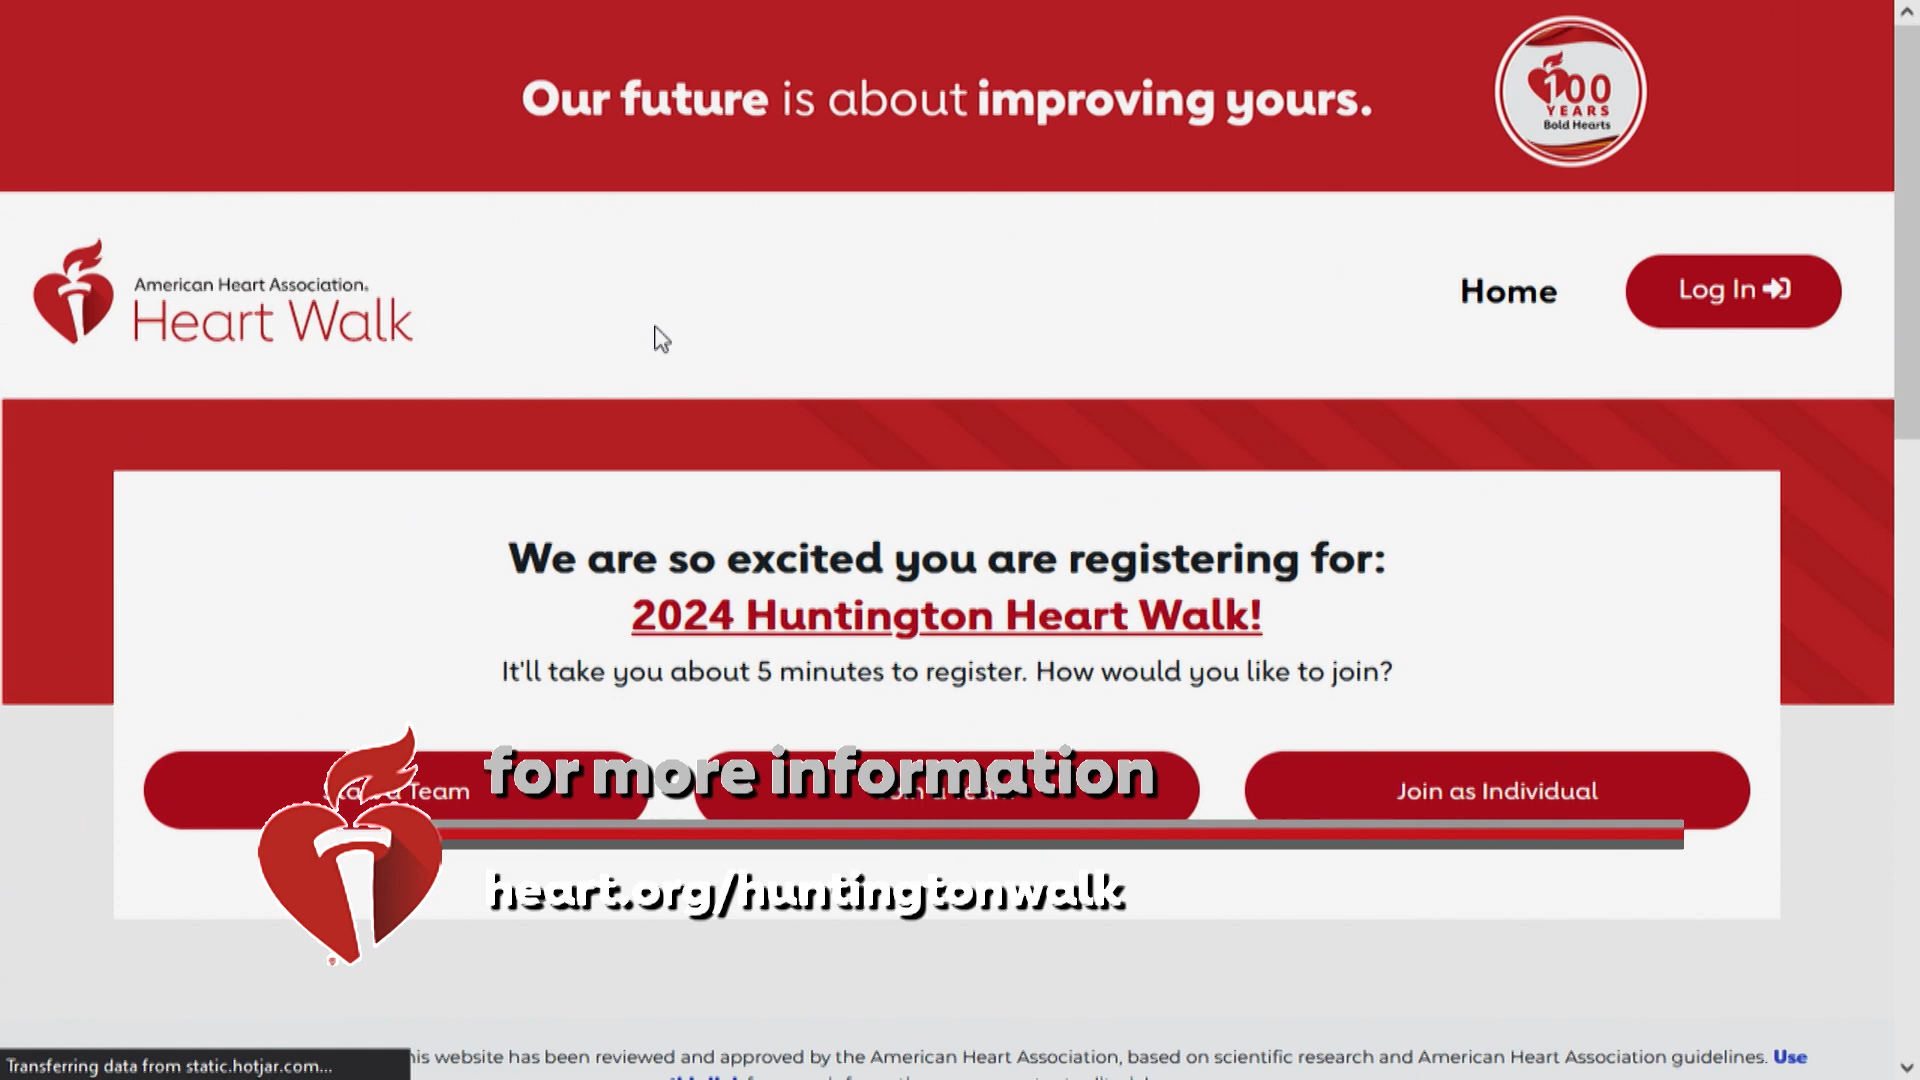 Our future is about improving yours.
100
YEARS
Bold Hearts
American Heart Association®
Heart Walk
Home
Log In
We are so excited you are registering for:
2024 Huntington Heart Walk!
It'll take you about 5 minutes to register. How would you like to join?
Team
Join as Individual
for more information
heart.org/huntingtonwalk
Transferring data from static.hotjar.com...
website has been reviewed and approved by the American Heart Association, based on scientific research and American Heart Association guidelines. Use